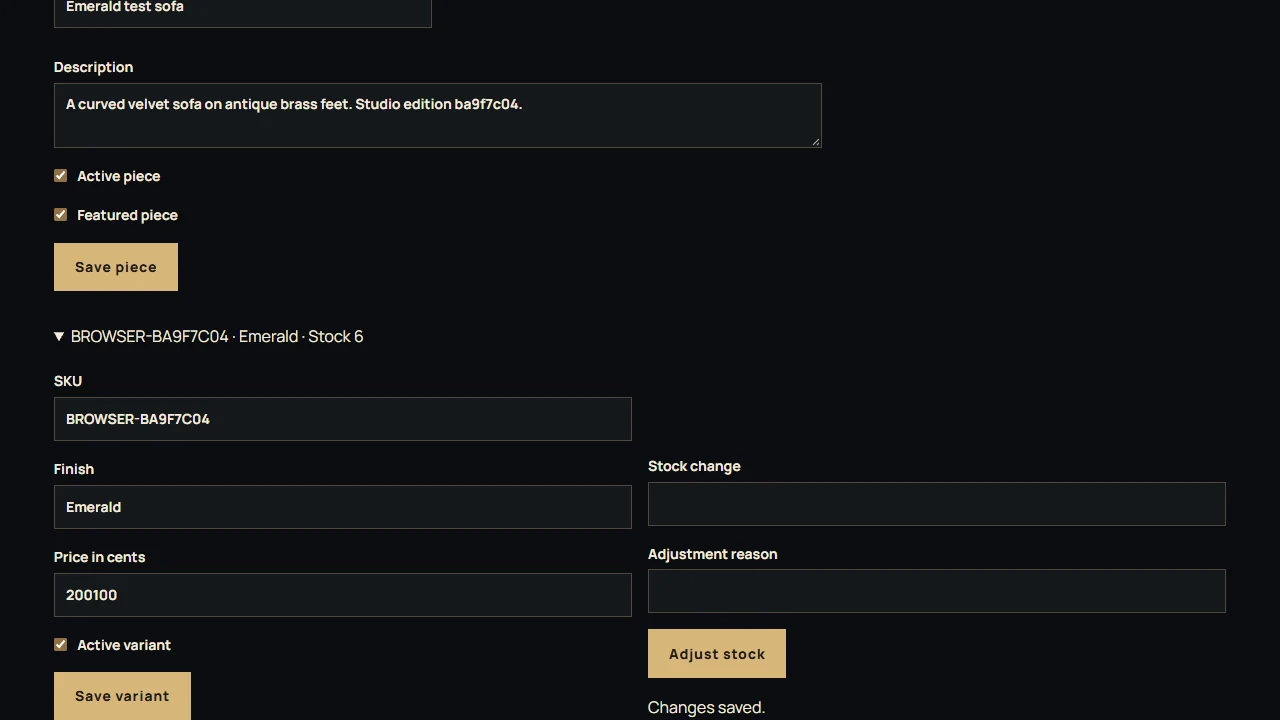 Emerald test sofa
Description
A curved velvet sofa on antique brass feet. Studio edition ba9f7c04.
Active piece
Featured piece
Save piece
BROWSER-BA9F7C04 · Emerald · Stock 6
SKU
BROWSER-BA9F7C04
Finish
Emerald
Price in cents
200100
Active variant
Save variant
Stock change
Adjustment reason
Adjust stock
Changes saved.